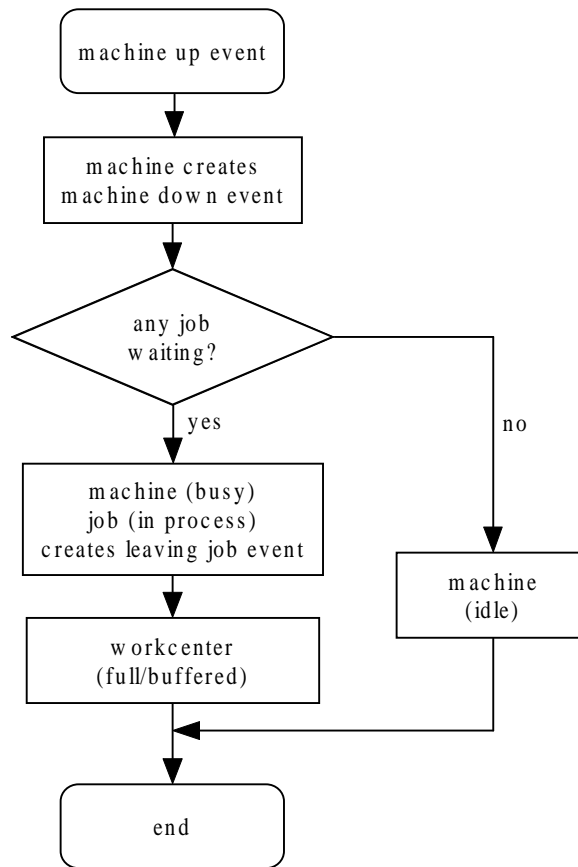 machine up event
machine creates
machine down event
any job
waiting?
yes
no
machine (busy)
job (in process)
creates leaving job event
machine
(idle)
workcenter
(full/buffered)
end